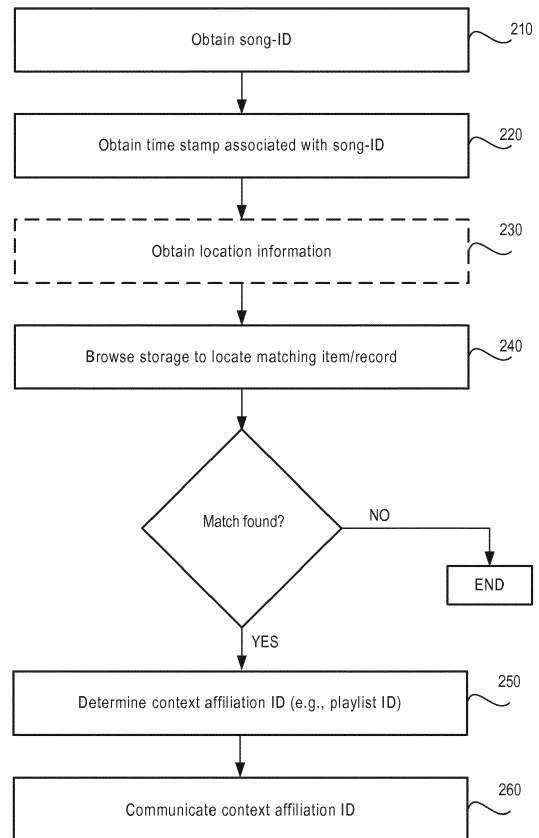 Obtain song-ID
210
Obtain time stamp associated with song-ID
220
Obtain location information
230
Browse storage to locate matching item/record
240
Match found?
NO
END
YES
Determine context affiliation ID (e.g., playlist ID)
250
Communicate context affiliation ID
260